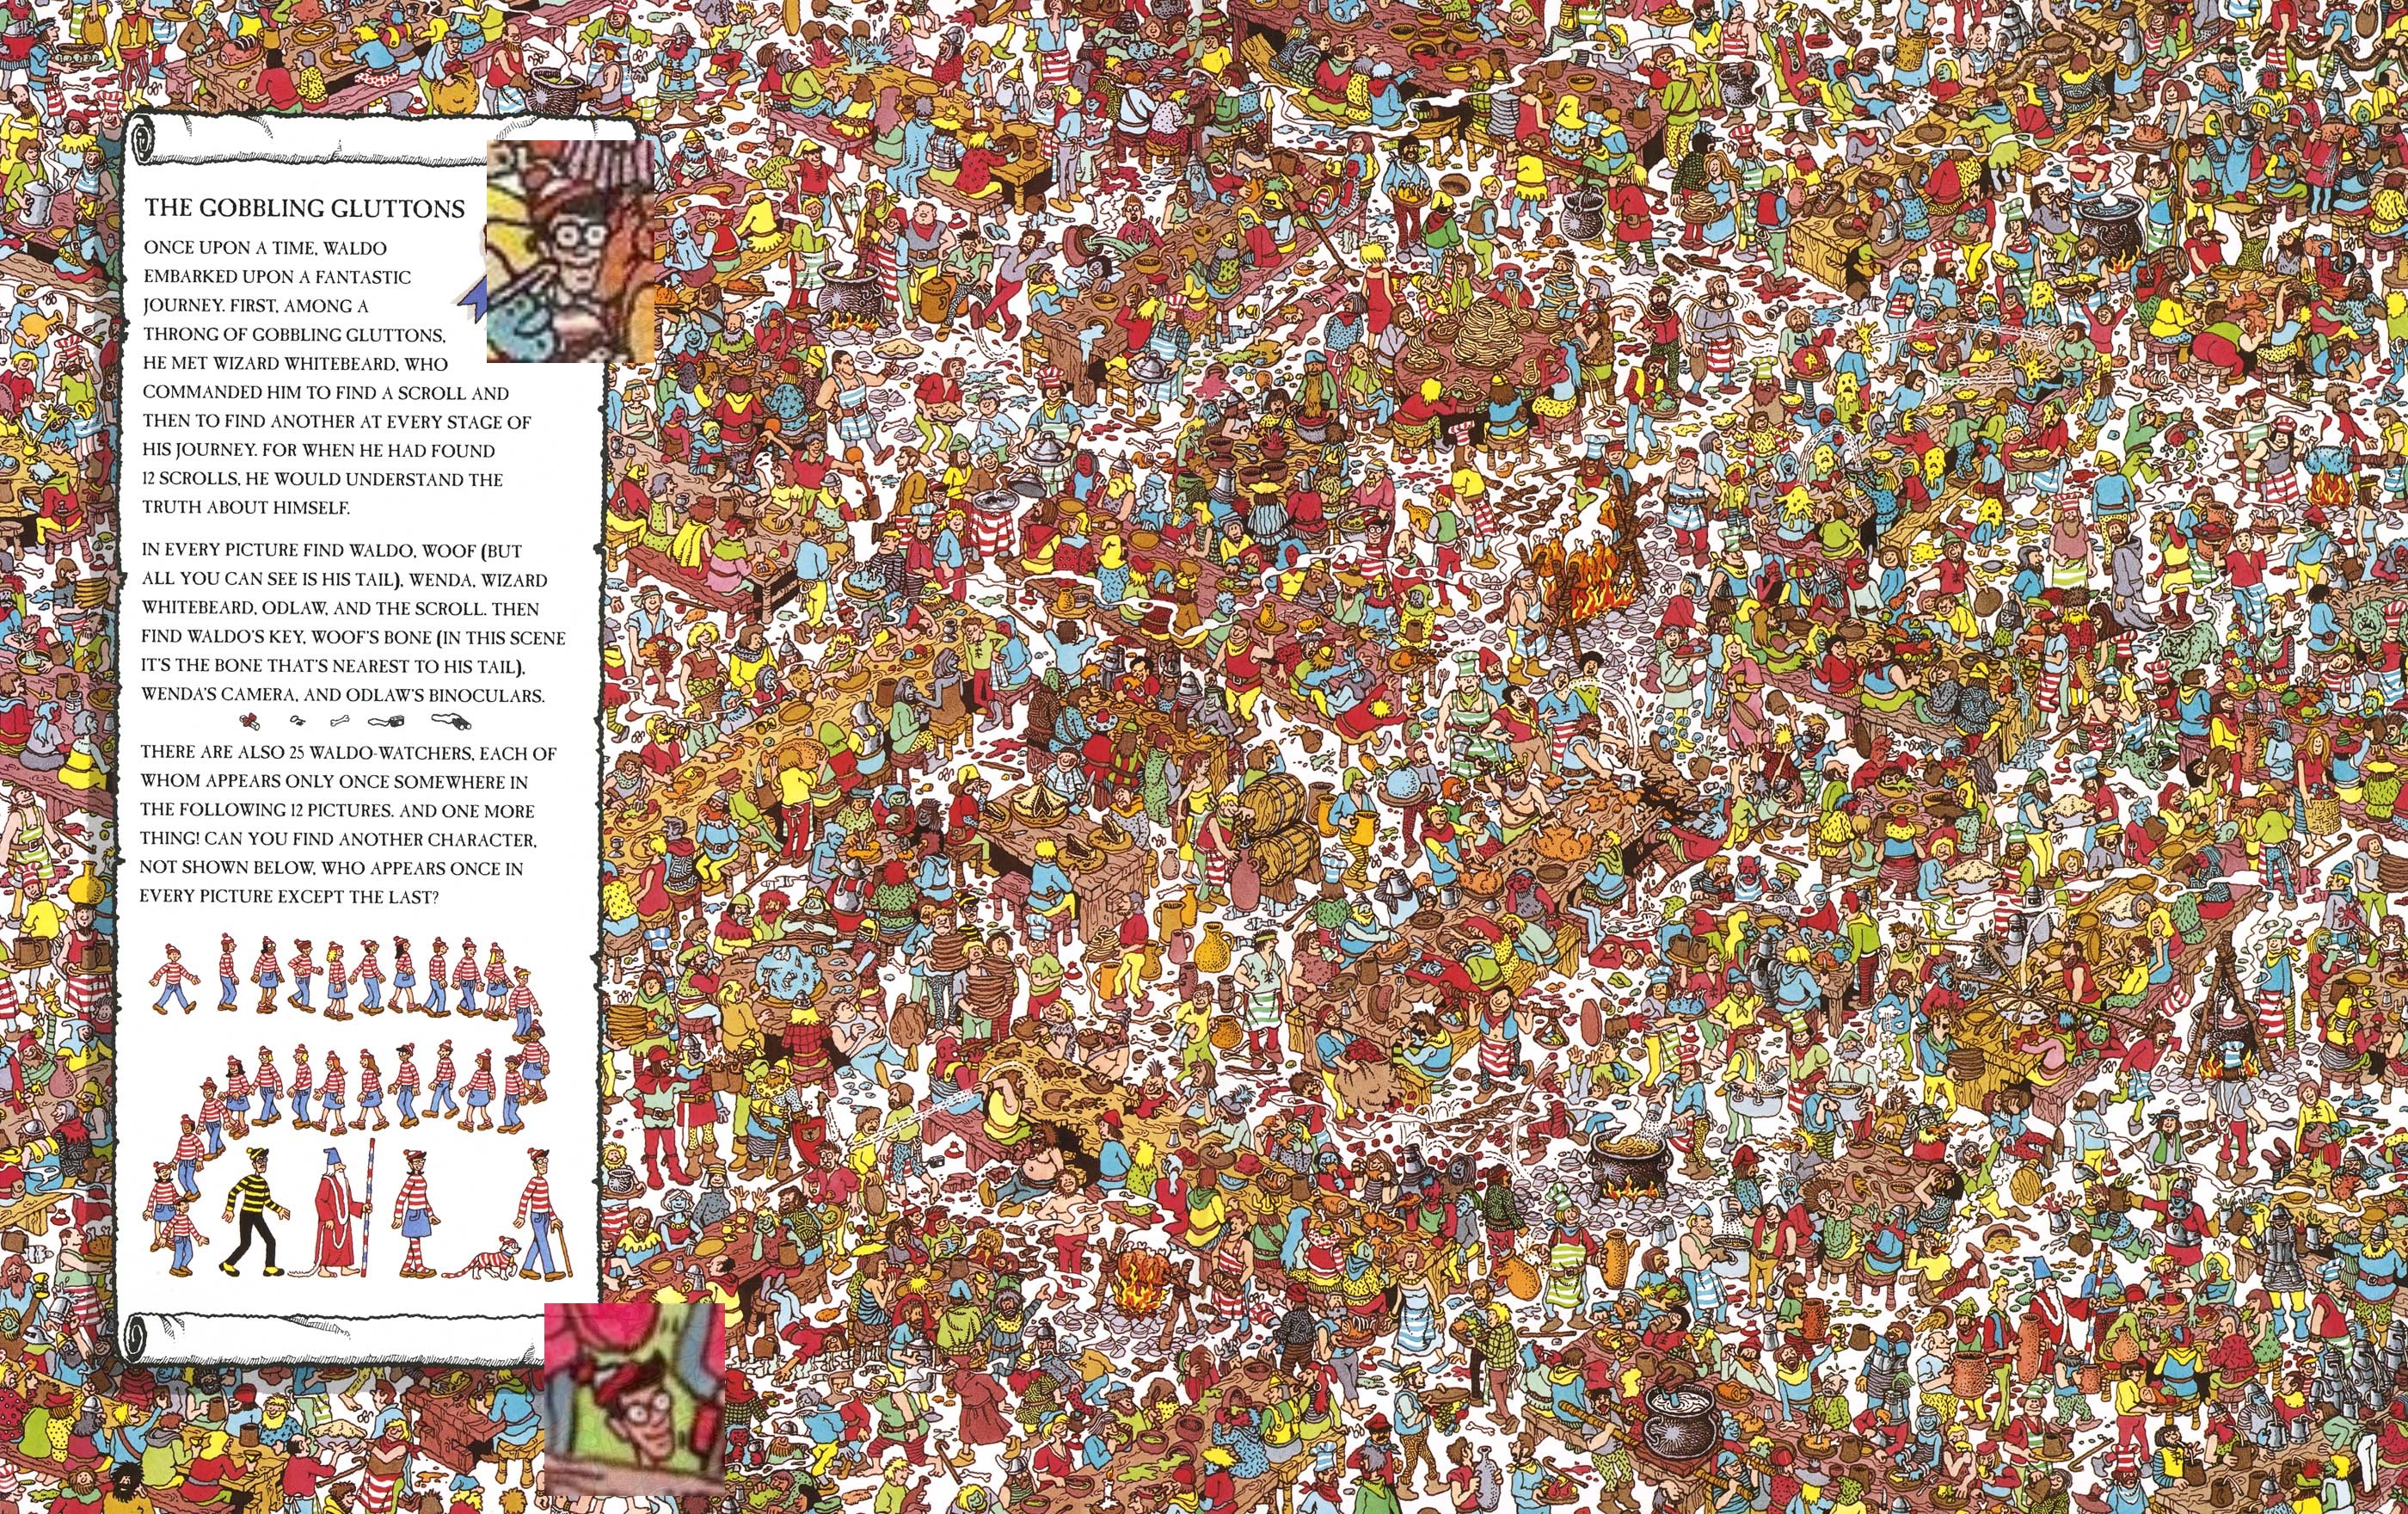 THE GOBBLING GLUTTONS
ONCE UPON A TIME, WALDO
EMBARKED UPON A FANTASTIC
JOURNEY. FIRST, AMONG A
THRONG OF GOBBLING GLUTTONS,
HE MET WIZARD WHITEBEARD, WHO
COMMANDED HIM TO FIND A SCROLL AND
THEN TO FIND ANOTHER AT EVERY STAGE OF
HIS JOURNEY. FOR WHEN HE HAD FOUND
12 SCROLLS, HE WOULD UNDERSTAND THE
TRUTH ABOUT HIMSELF.
IN EVERY PICTURE FIND WALDO, WOOF (BUT
ALL YOU CAN SEE IS HIS TAIL), WENDA, WIZARD
WHITEBEARD, ODLAW, AND THE SCROLL. THEN
FIND WALDO'S KEY, WOOF'S BONE (IN THIS SCENE
IT'S THE BONE THAT'S NEAREST TO HIS TAIL),
WENDA'S CAMERA, AND ODLAW'S BINOCULARS.
THERE ARE ALSO 25 WALDO-WATCHERS, EACH OF
WHOM APPEARS ONLY ONCE SOMEWHERE IN
THE FOLLOWING 12 PICTURES. AND ONE MORE
THING! CAN YOU FIND ANOTHER CHARACTER,
NOT SHOWN BELOW, WHO APPEARS ONCE IN
EVERY PICTURE EXCEPT THE LAST?